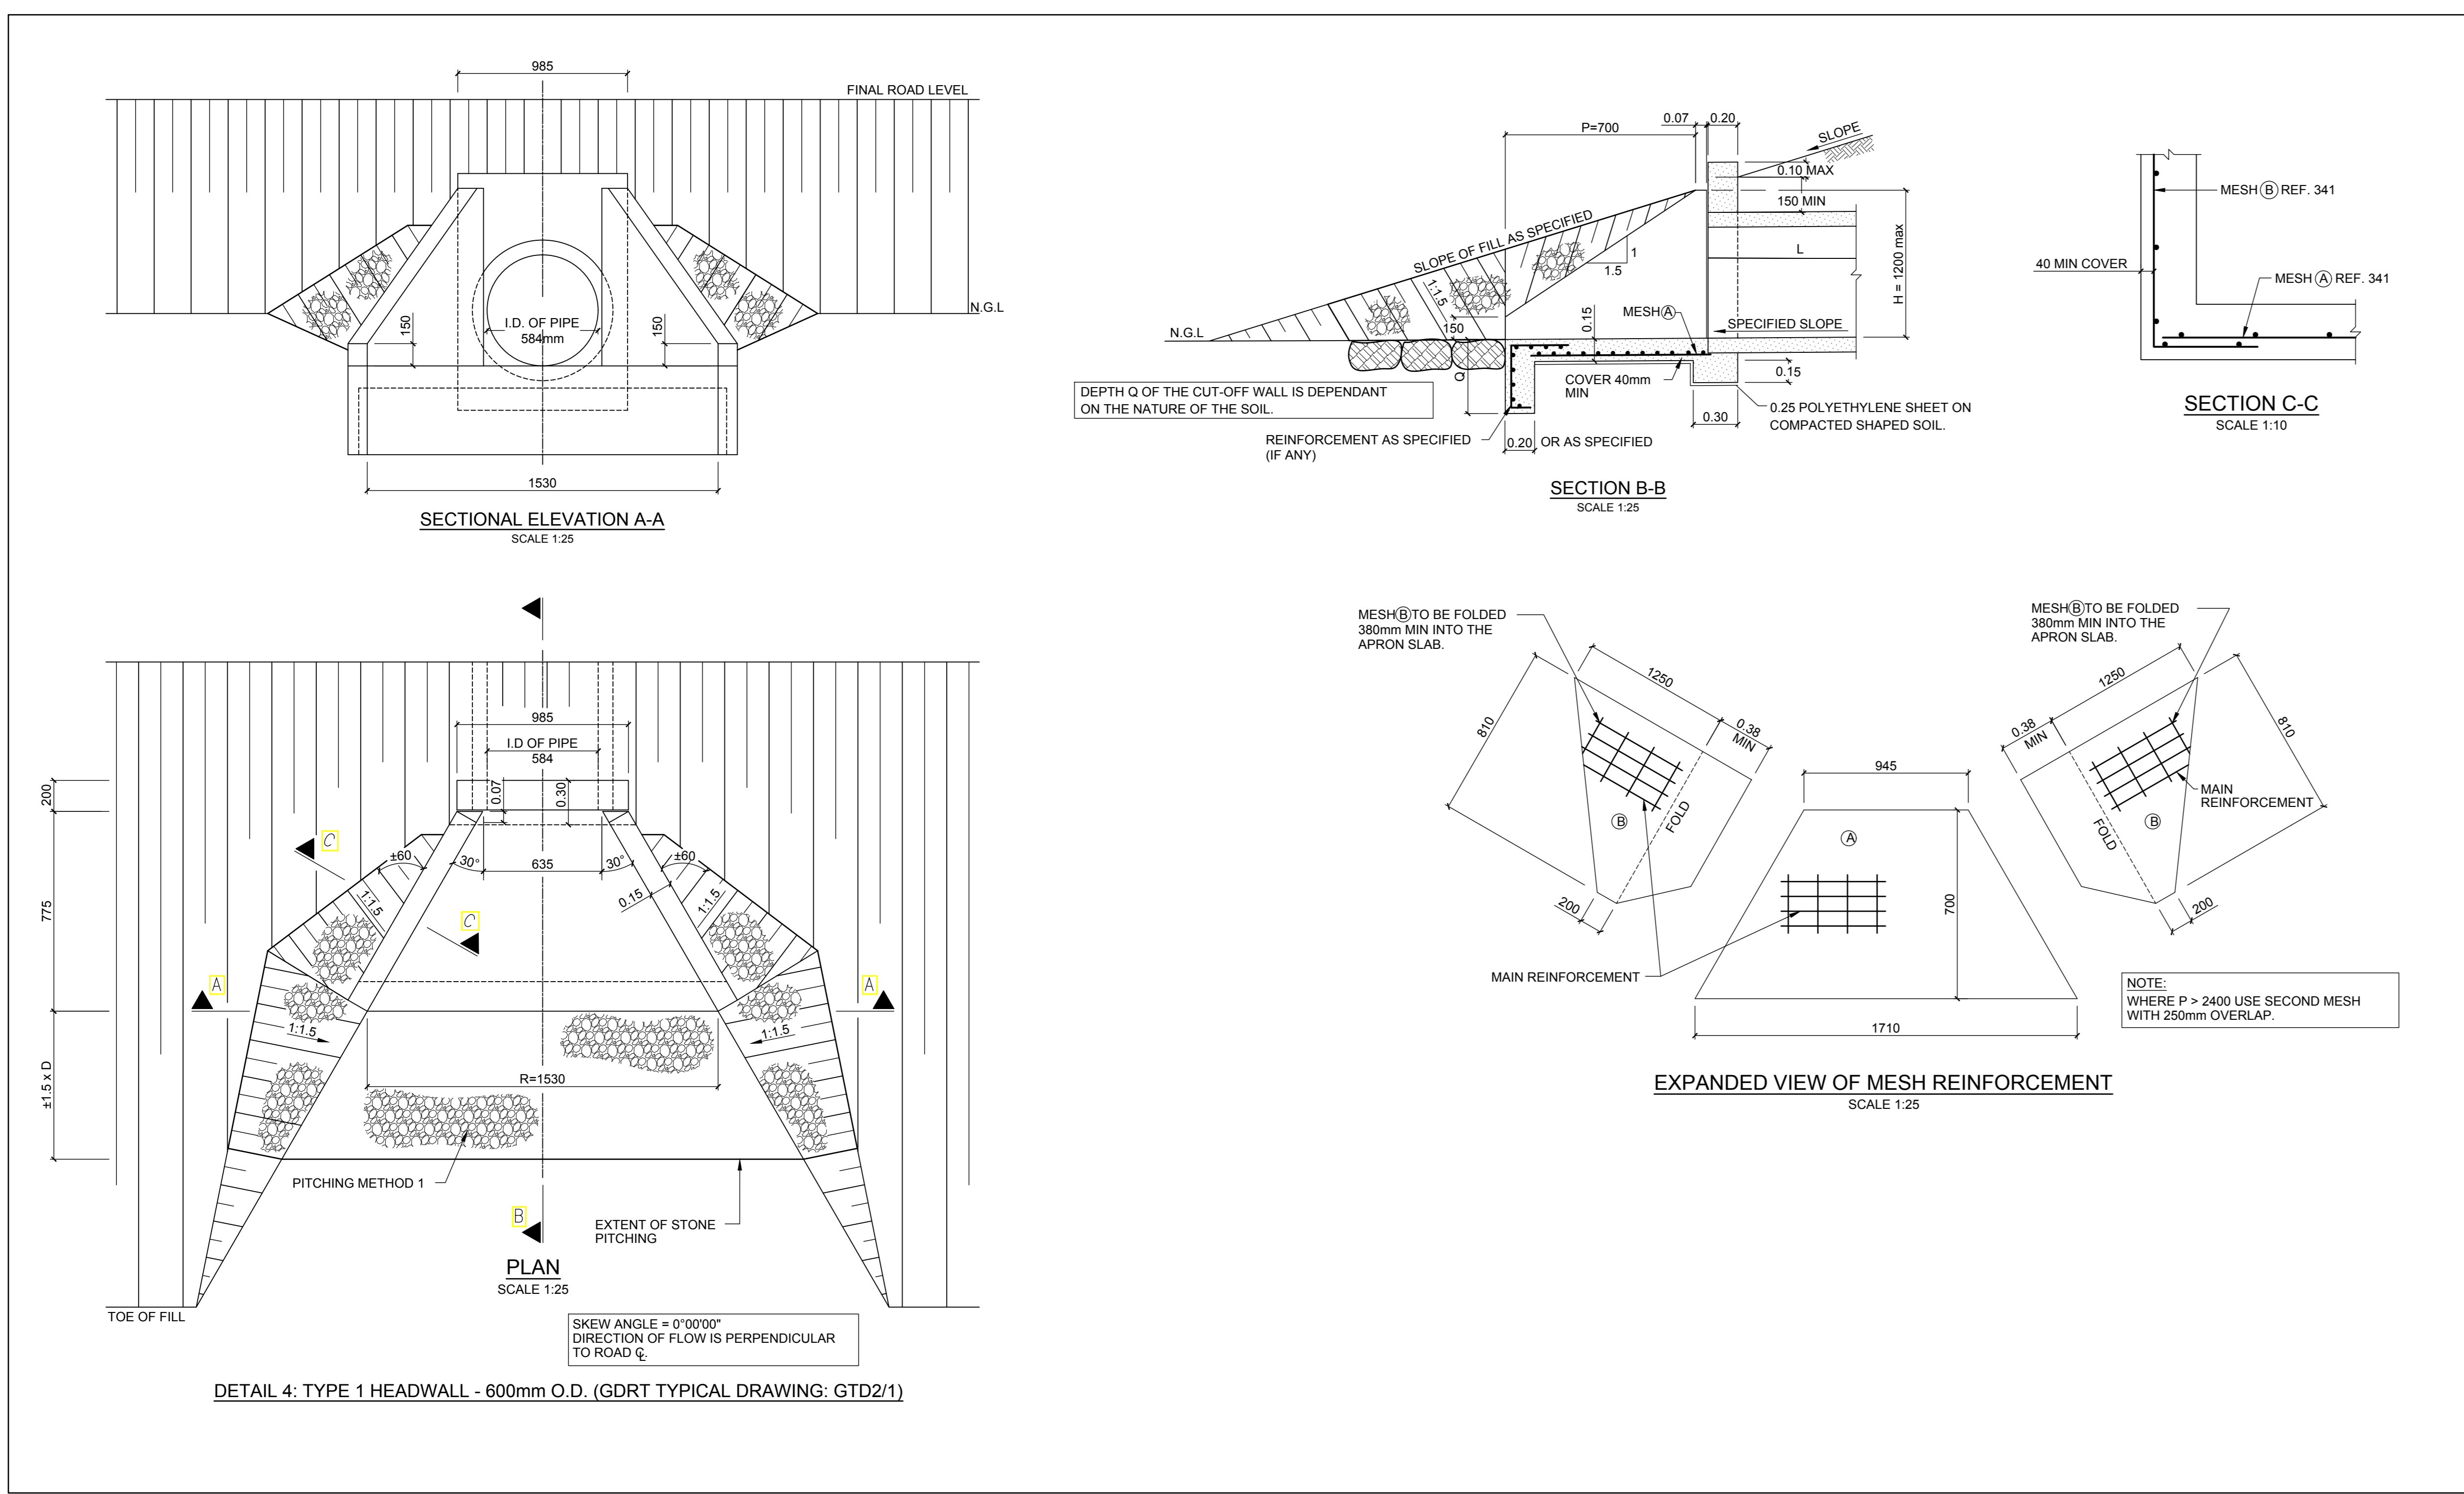 985
FINAL ROAD LEVEL
N.G.L
150
I.D. OF PIPE
584mm
150
1530
SECTIONAL ELEVATION A-A
SCALE 1:25
P=700
0.07
0.20
SLOPE
0.10 MAX
150 MIN
SLOPE OF FILL AS SPECIFIED
1
1.5
L
H = 1200 max
1:1.5
N.G.L
150
0.15
MESH A
SPECIFIED SLOPE
Q
COVER 40mm
MIN
0.15
DEPTH Q OF THE CUT-OFF WALL IS DEPENDANT
ON THE NATURE OF THE SOIL.
0.30
0.25 POLYETHYLENE SHEET ON
COMPACTED SHAPED SOIL.
REINFORCEMENT AS SPECIFIED
(IF ANY)
0.20 OR AS SPECIFIED
SECTION B-B
SCALE 1:25
MESH B REF. 341
40 MIN COVER
MESH A REF. 341
SECTION C-C
SCALE 1:10
985
I.D OF PIPE
584
200
0.07
0.30
C
±60
30°
635
30°
±60
1:1.5
0.15
1:1.5
775
C
A
A
1:1.5
1:1.5
±1.5 x D
R=1530
PITCHING METHOD 1
B
EXTENT OF STONE
PITCHING
PLAN
SCALE 1:25
TOE OF FILL
SKEW ANGLE = 0°00'00"
DIRECTION OF FLOW IS PERPENDICULAR
TO ROAD ℄.
DETAIL 4: TYPE 1 HEADWALL - 600mm O.D. (GDRT TYPICAL DRAWING: GTD2/1)
MESH B TO BE FOLDED
380mm MIN INTO THE
APRON SLAB.
1250
810
0.38
MIN
B
FOLD
200
MESH B TO BE FOLDED
380mm MIN INTO THE
APRON SLAB.
1250
0.38
MIN
810
MAIN
REINFORCEMENT
B
FOLD
200
945
A
700
MAIN REINFORCEMENT
1710
NOTE:
WHERE P > 2400 USE SECOND MESH
WITH 250mm OVERLAP.
EXPANDED VIEW OF MESH REINFORCEMENT
SCALE 1:25